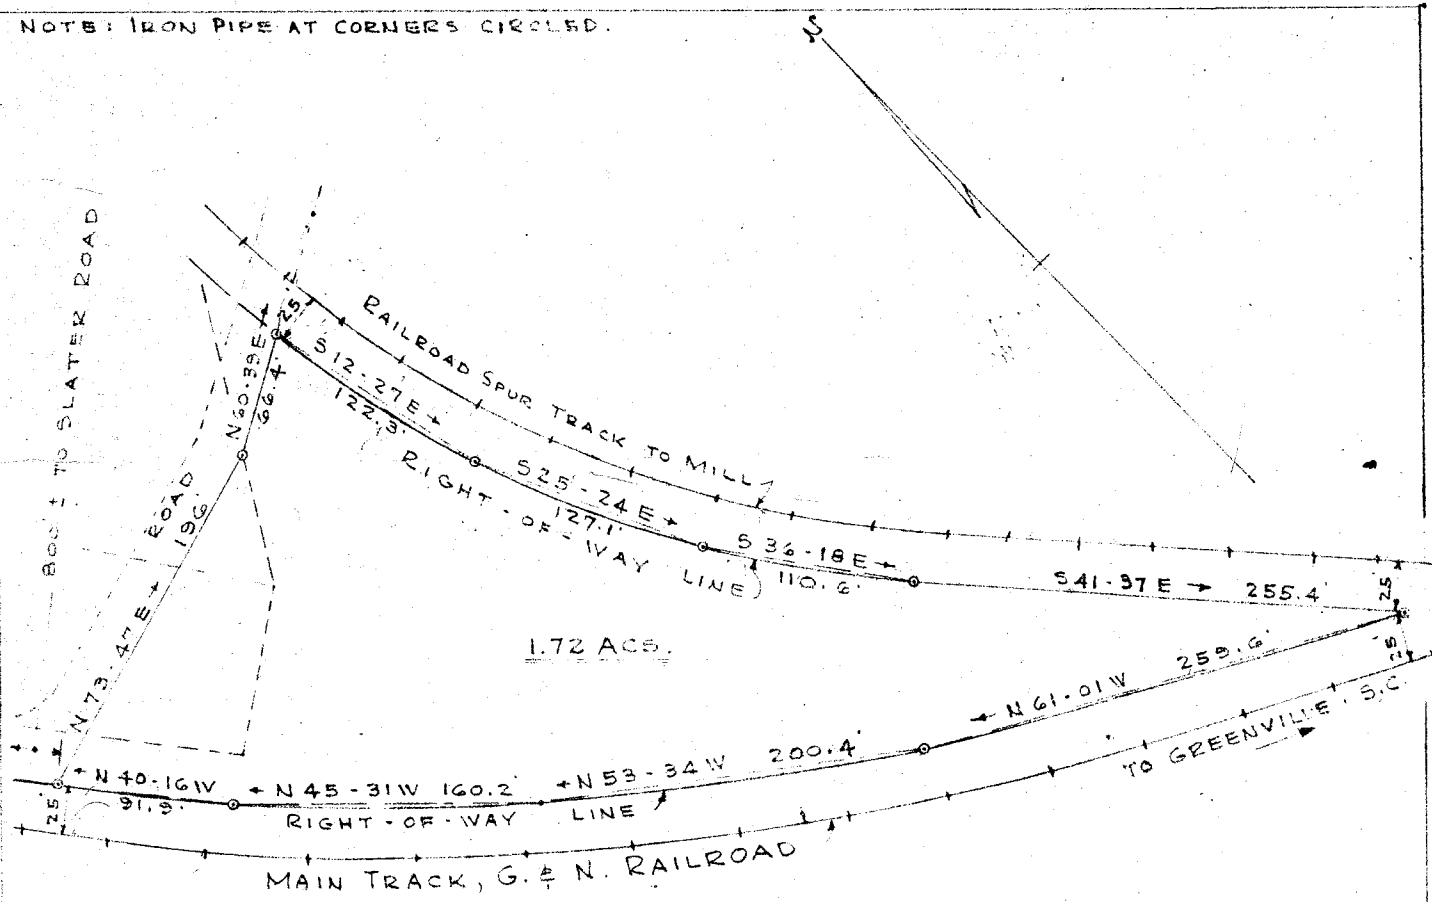 NOTE: IRON PIPE AT CORNERS CIRCLED.
N
800 ± TO SLATER ROAD
ROAD
N 73-47 E →
196'
N 60-39 E →
66.4'
25'
RAILROAD SPUR TRACK TO MILL
S 12-27 E →
122.3'
S 25-24 E →
127.1'
S 36-18 E →
110.6'
S 41-37 E → 255.4'
RIGHT-OF-WAY LINE
25'
25'
1.72 ACS.
← N 61-01 W 259.6'
← N 53-34 W 200.4'
← N 45-31 W 160.2'
← N 40-16 W
91.9'
25'
RIGHT-OF-WAY LINE
TO GREENVILLE, S.C.
MAIN TRACK, G. & N. RAILROAD